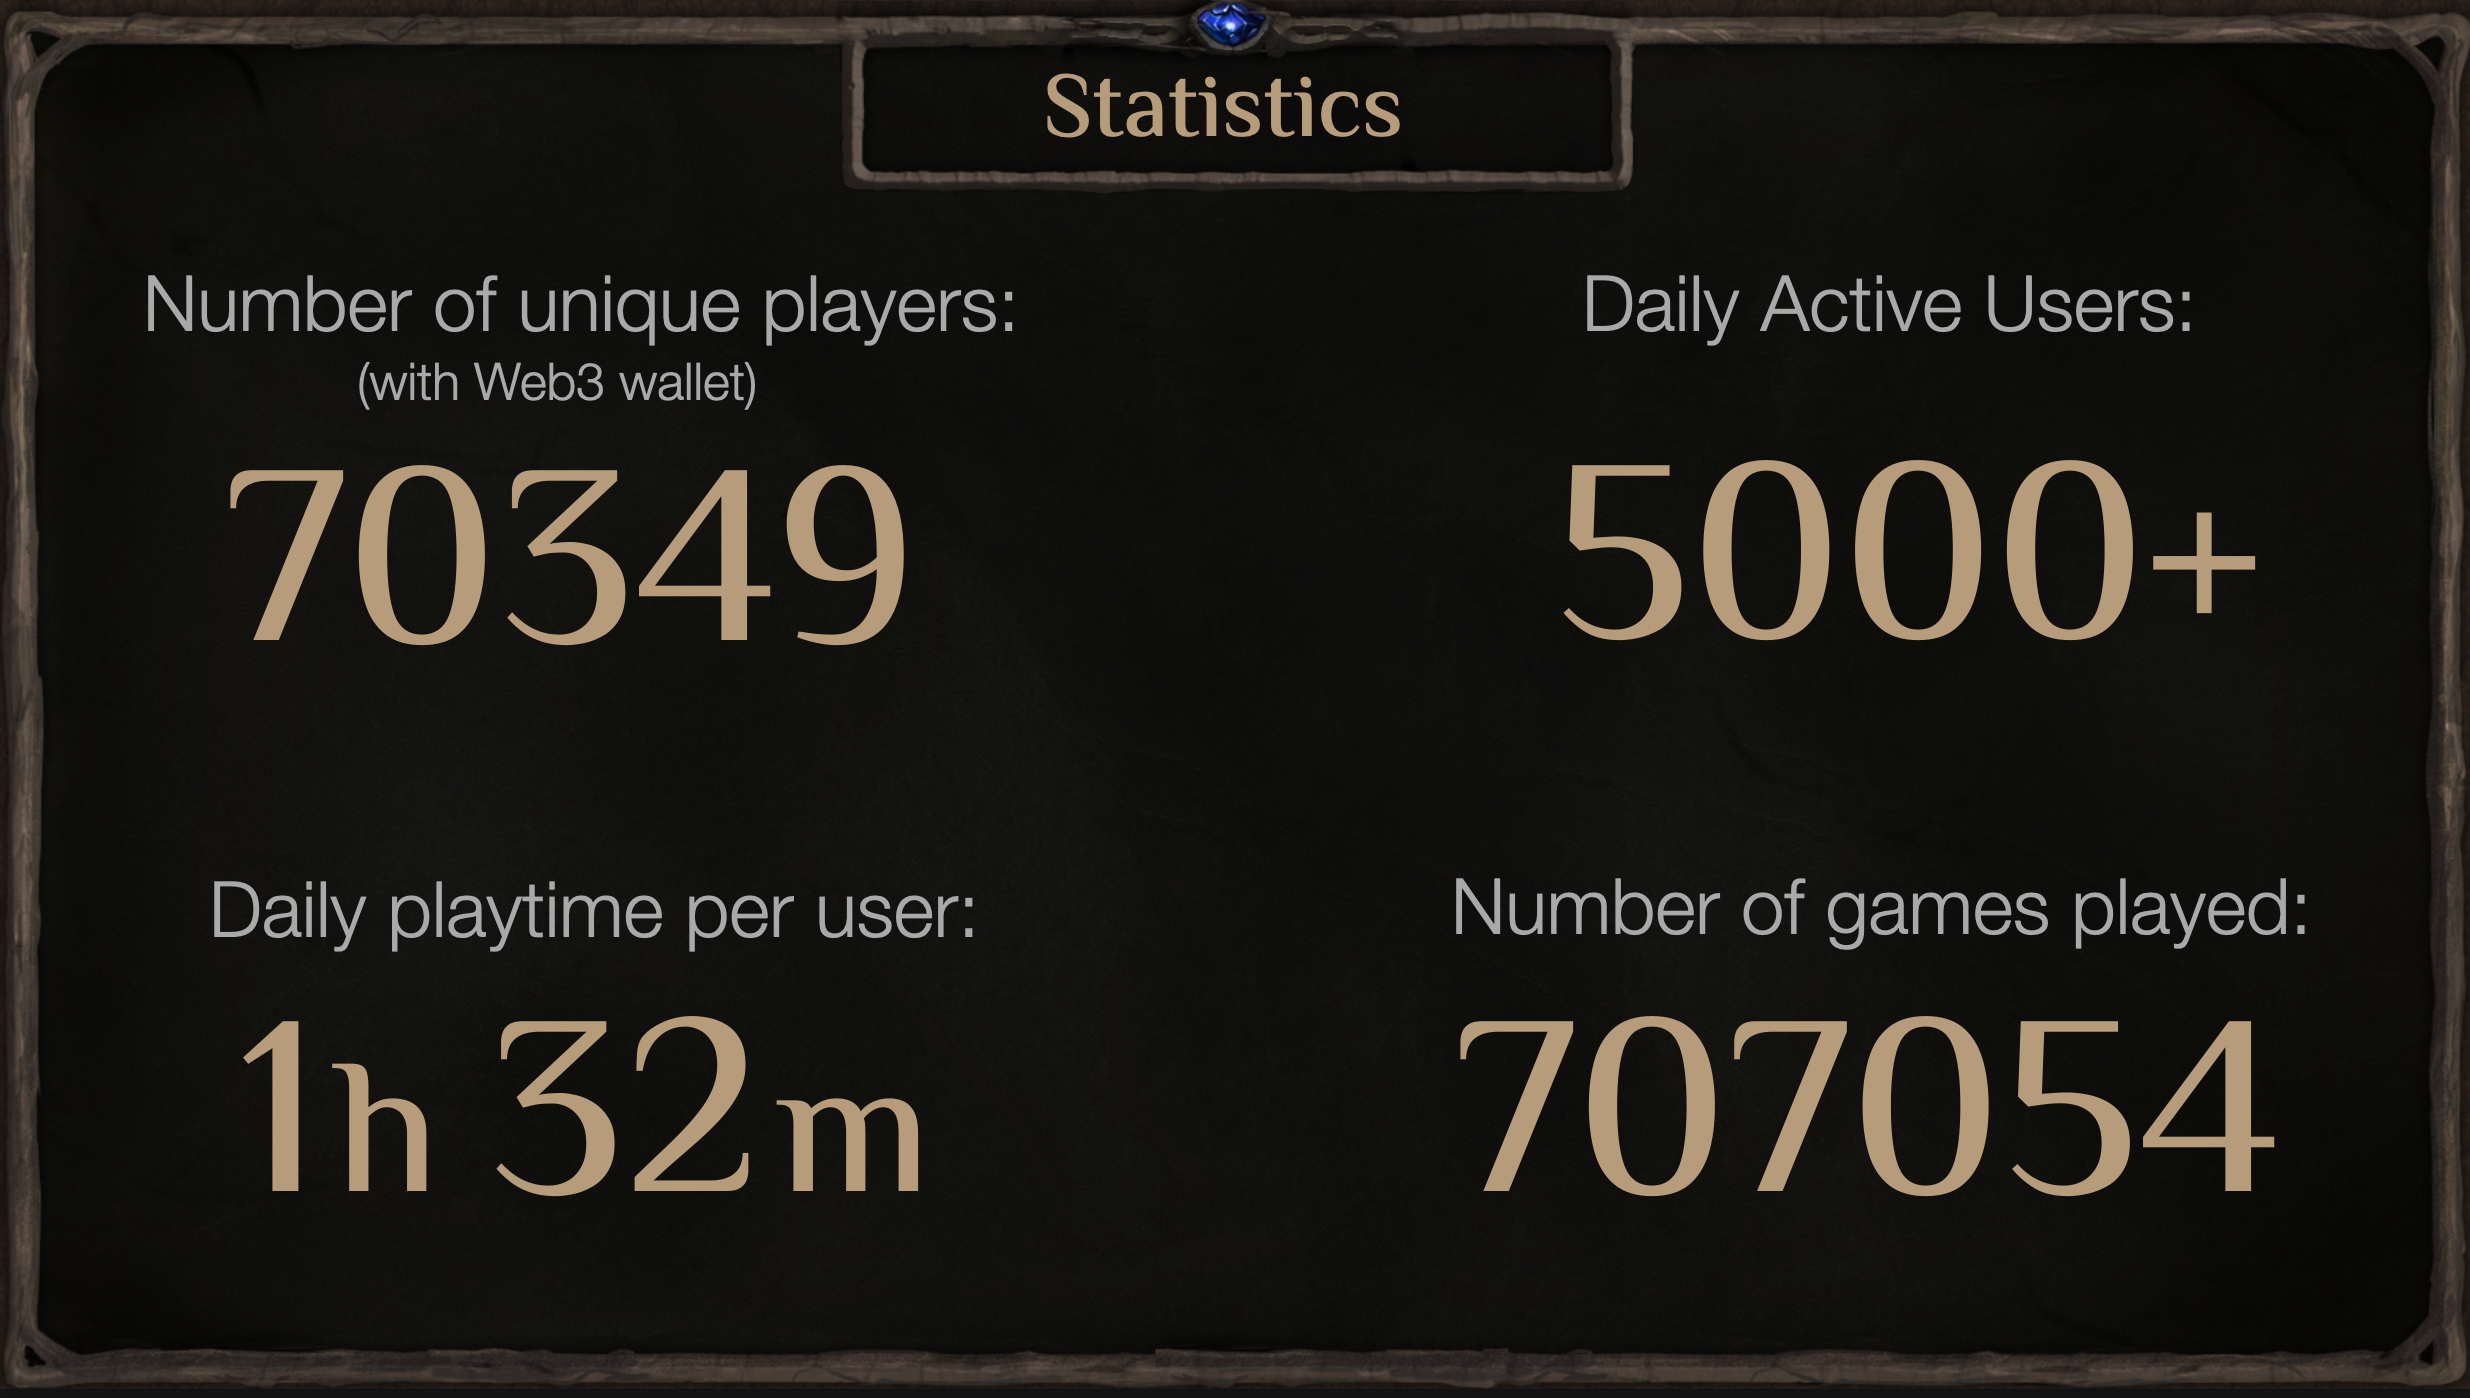 Statistics
Number of unique players:
(with Web3 wallet)
70349
Daily Active Users:
5000+
Daily playtime per user:
1h 32m
Number of games played:
707054